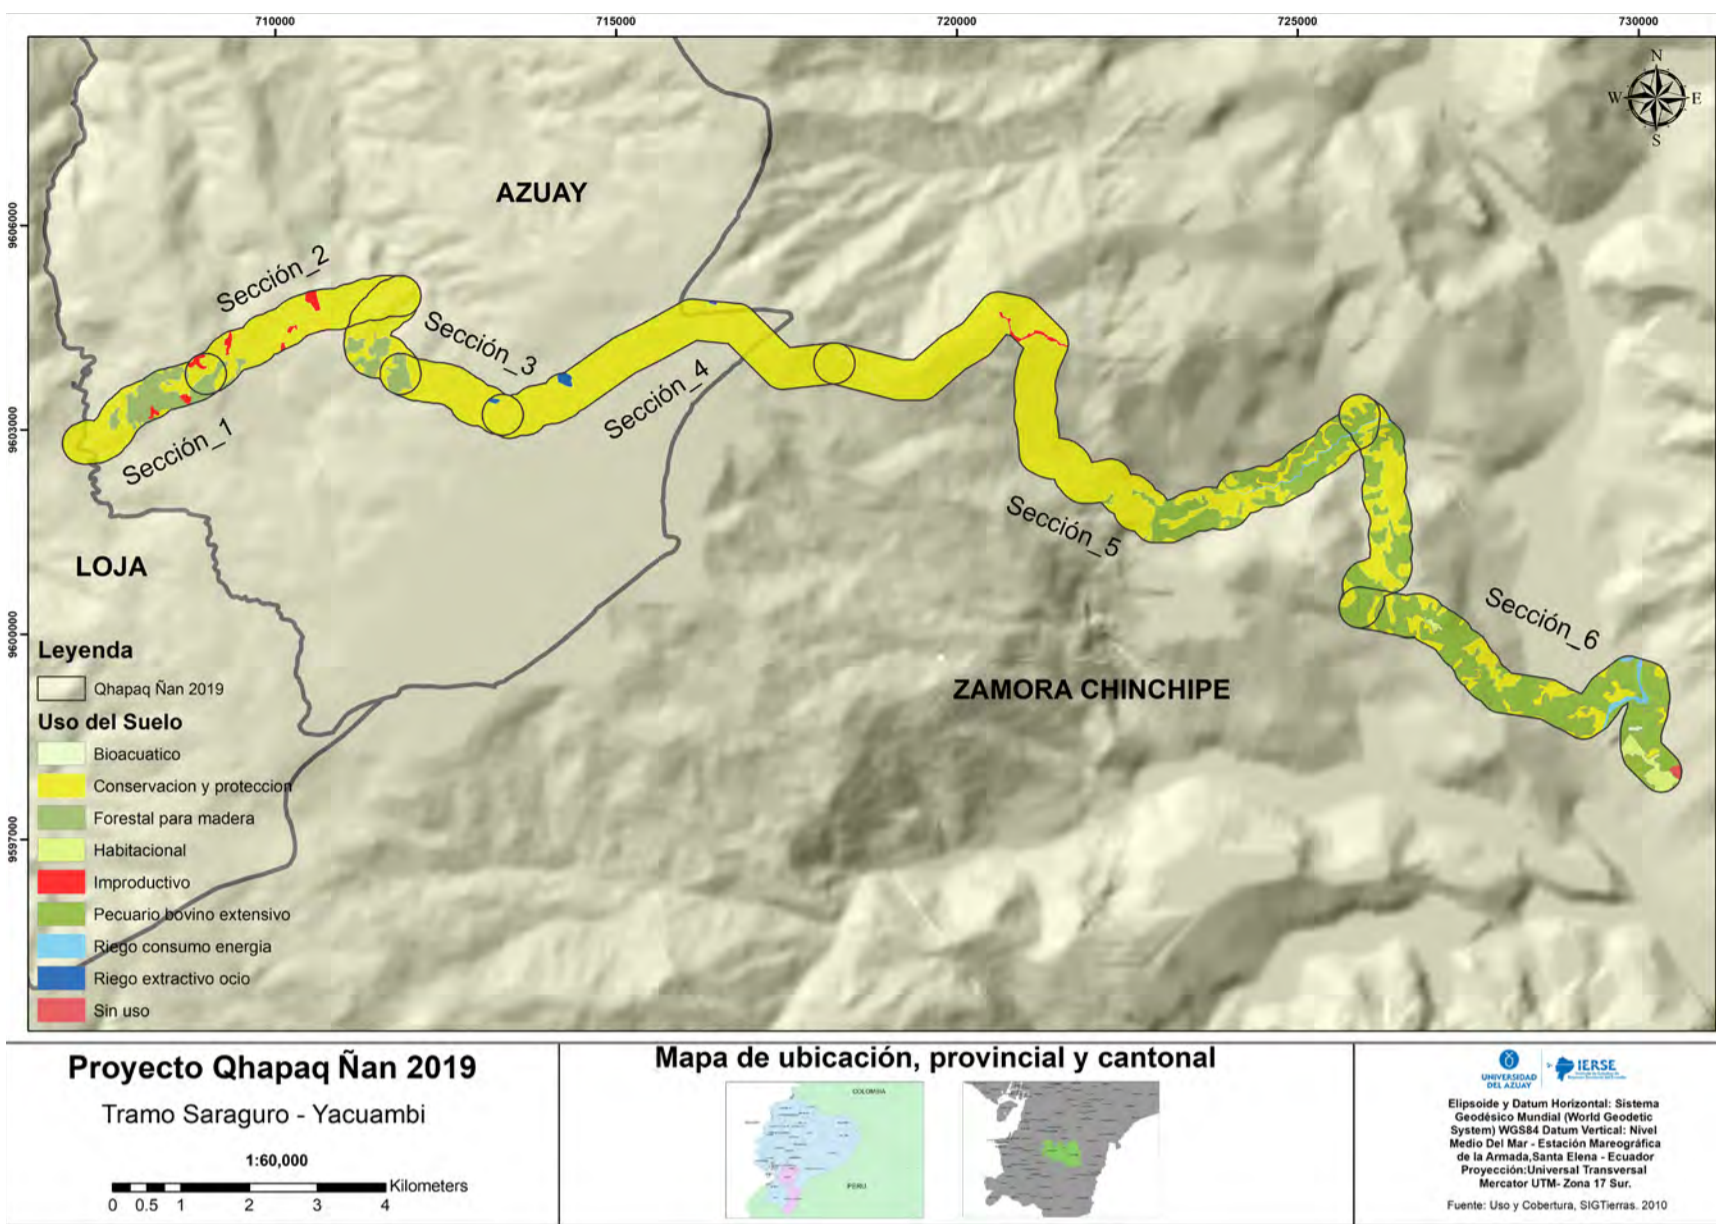 710000
715000
720000
725000
730000
N
W
E
S
AZUAY
9606000
Sección_2
Sección_3
Sección_4
9603000
Sección_1
Sección_5
LOJA
Sección_6
9600000
ZAMORA CHINCHIPE
9597000
Leyenda
Qhapaq Ñan 2019
Uso del Suelo
Bioacuatico
Conservacion y proteccion
Forestal para madera
Habitacional
Improductivo
Pecuario bovino extensivo
Riego consumo energia
Riego extractivo ocio
Sin uso
Proyecto Qhapaq Ñan 2019
Tramo Saraguro - Yacuambi
1:60,000
Kilometers
0 0.5 1 2 3 4
Mapa de ubicación, provincial y cantonal
COLOMBIA
PERU
UNIVERSIDAD
DEL AZUAY
IERSE
Elipsoide y Datum Horizontal: Sistema
Geodésico Mundial (World Geodetic
System) WGS84 Datum Vertical: Nivel
Medio Del Mar - Estación Mareográfica
de la Armada,Santa Elena - Ecuador
Proyección:Universal Transversal
Mercator UTM- Zona 17 Sur.
Fuente: Uso y Cobertura, SIGTierras. 2010